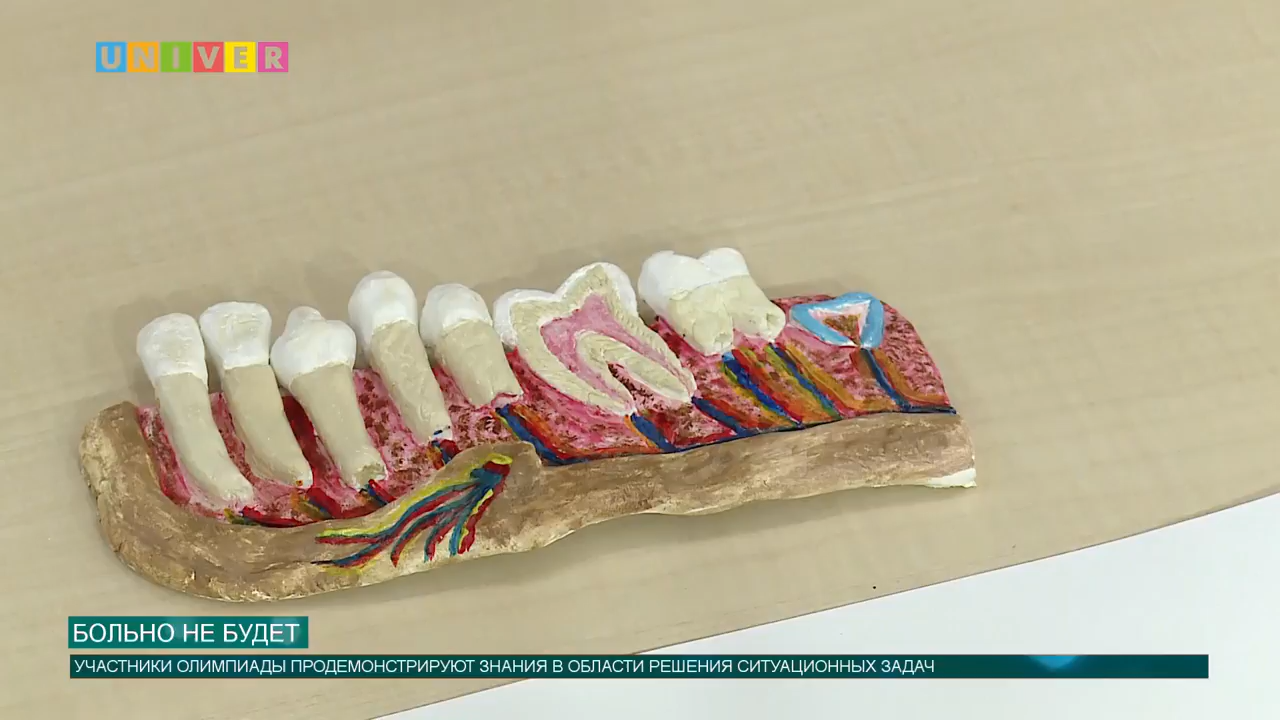 UNIVER
БОЛЬНО НЕ БУДЕТ
УЧАСТНИКИ ОЛИМПИАДЫ ПРОДЕМОНСТРИРУЮТ ЗНАНИЯ В ОБЛАСТИ РЕШЕНИЯ СИТУАЦИОННЫХ ЗАДАЧ